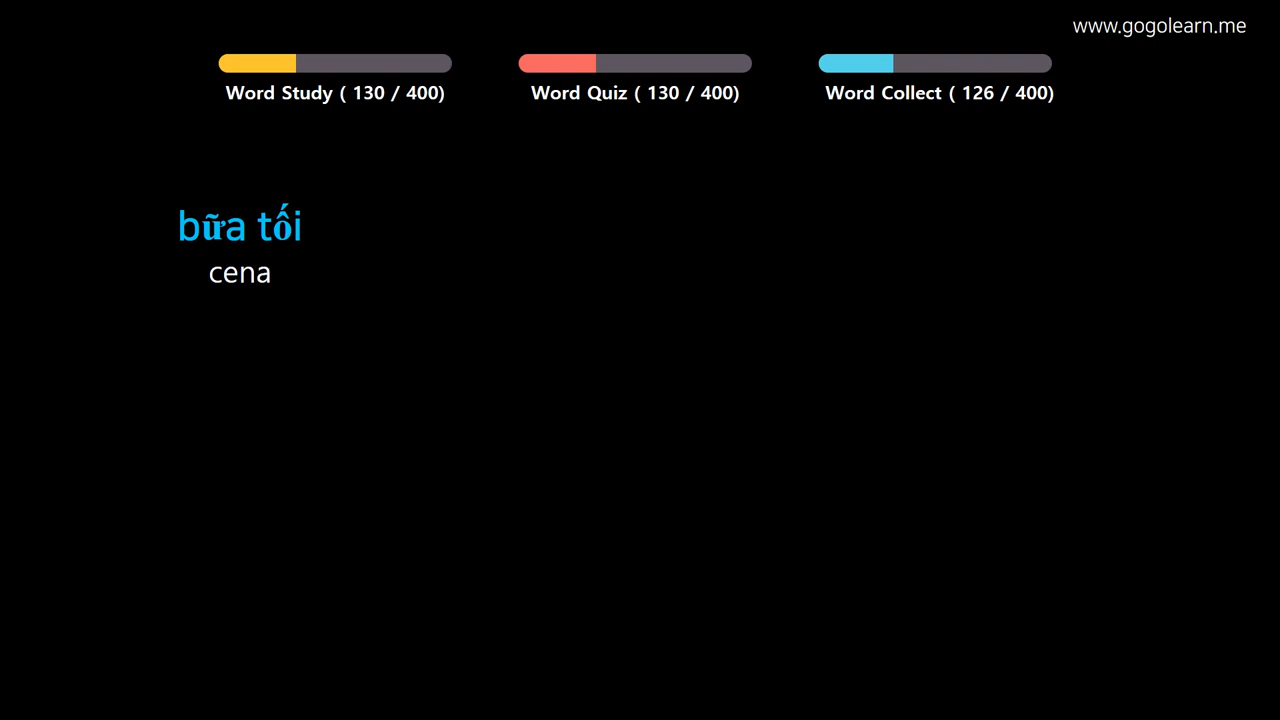 www.gogolearn.me
Word Study ( 130 / 400)
Word Quiz ( 130 / 400)
Word Collect ( 126 / 400)
bữa tối
cena